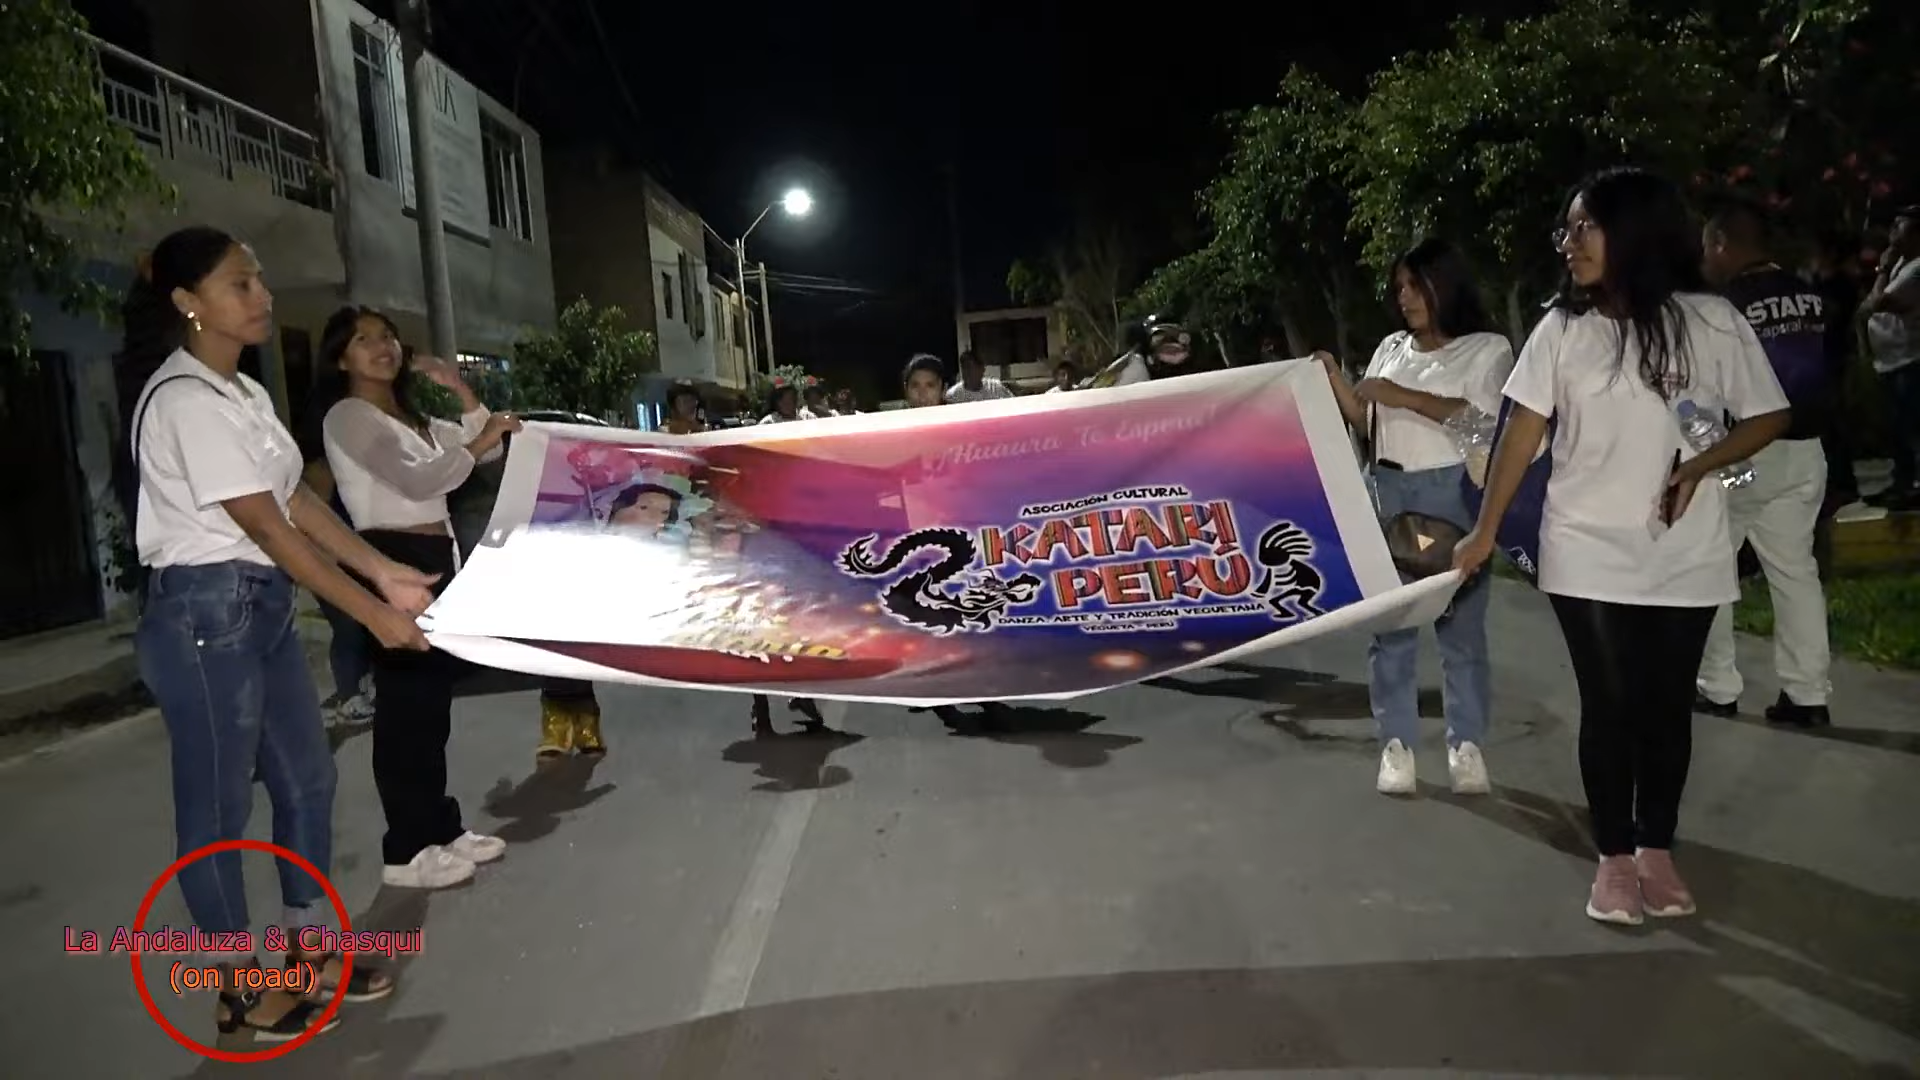 STAFF
¡Huaura Te Espera!
ASOCIACIÓN CULTURAL
KATARI
PERÚ
DANZA, ARTE Y TRADICIÓN VEGUETANA
VEGUETA - PERÚ
La Andaluza & Chasqui
(on road)